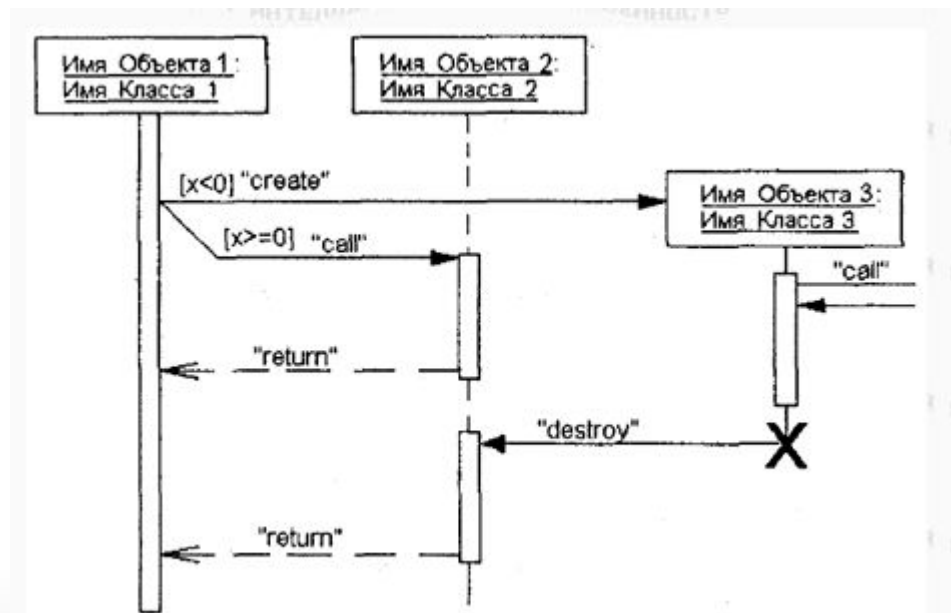 Имя Объекта 1:
Имя Класса 1
Имя Объекта 2:
Имя Класса 2
[x<0] "create"
Имя Объекта 3:
Имя Класса 3
[x>=0] "call"
"call"
"return"
"destroy"
"return"